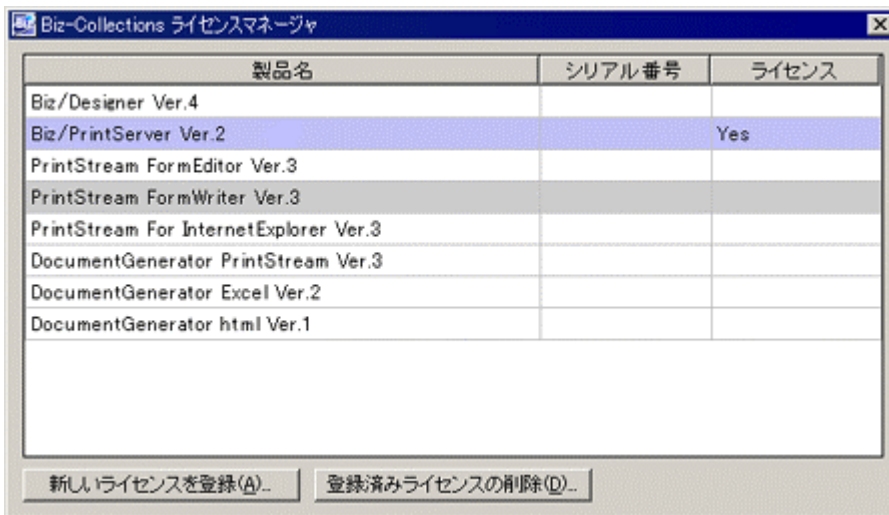 Biz-Collections ライセンスマネージャ
製品名 シリアル番号 ライセンス
Biz/Designer Ver.4
Biz/PrintServer Ver.2 Yes
PrintStream FormEditor Ver.3
PrintStream FormWriter Ver.3
PrintStream For InternetExplorer Ver.3
DocumentGenerator PrintStream Ver.3
DocumentGenerator Excel Ver.2
DocumentGenerator html Ver.1
新しいライセンスを登録(A)... 登録済みライセンスの削除(D)...